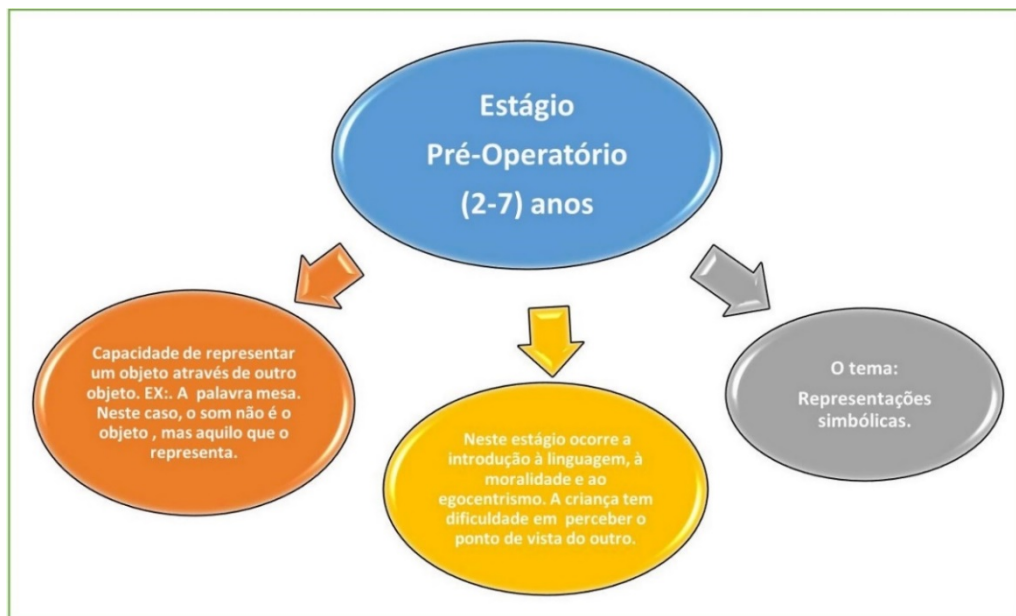 Estágio
Pré-Operatório
(2-7) anos
Capacidade de representar
um objeto através de outro
objeto. EX:. A palavra mesa.
Neste caso, o som não é o
objeto , mas aquilo que o
representa.
Neste estágio ocorre a
introdução à linguagem, à
moralidade e ao
egocentrismo. A criança tem
dificuldade em perceber o
ponto de vista do outro.
O tema:
Representações
simbólicas.